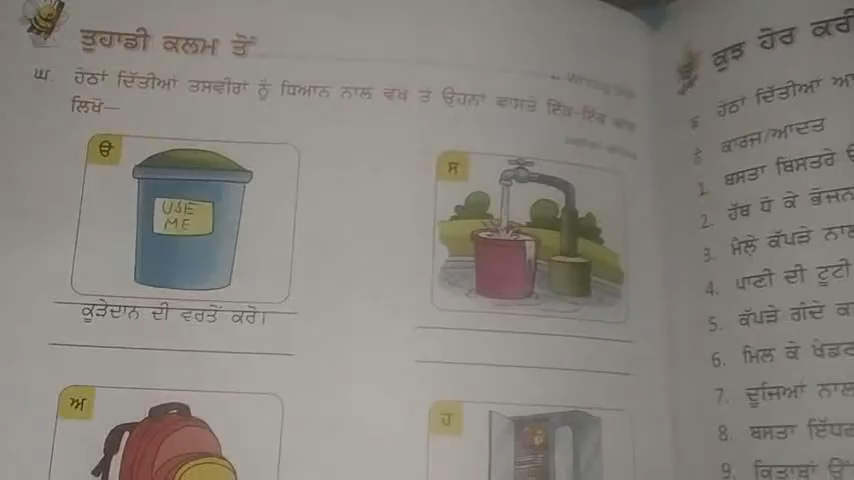 ਤੁਹਾਡੀ ਕਲਮ ਤੋਂ
ਘ. ਹੇਠਾਂ ਦਿੱਤੀਆਂ ਤਸਵੀਰਾਂ ਨੂੰ ਧਿਆਨ ਨਾਲ ਵੇਖ ਤੇ ਉਹਨਾਂ ਵਾਸਤੇ ਇੱਕ-ਇੱਕ
ਲਿਖੋ—
ੳ
USE
ME
ਕੂੜੇਦਾਨ ਦੀ ਵਰਤੋਂ ਕਰੋ।
ਸ
ਅ
ਹ
ਕੁਝ ਹੋਰ ਕਰੀ
ਹੇਠਾਂ ਦਿੱਤੀਆਂ
ਕਾਰਜ/ਆਦਤ
1. ਬਸਤਾ ਬਿਸਤਰੇ
2. ਹੱਥ ਧੋ ਕੇ ਭੋਜਨ
3. ਮੈਲੇ ਕੱਪੜੇ ਨਾਲ
4. ਪਾਣੀ ਦੀ ਟੂਟੀ
5. ਕੱਪੜੇ ਗੰਦੇ
6. ਮਿਲ ਕੇ ਖੇਡਣ
7. ਦੂਜਿਆਂ ਨਾਲ
8. ਬਸਤਾ ਇੱਧਰ
9. ਕਿਤਾਬਾਂ